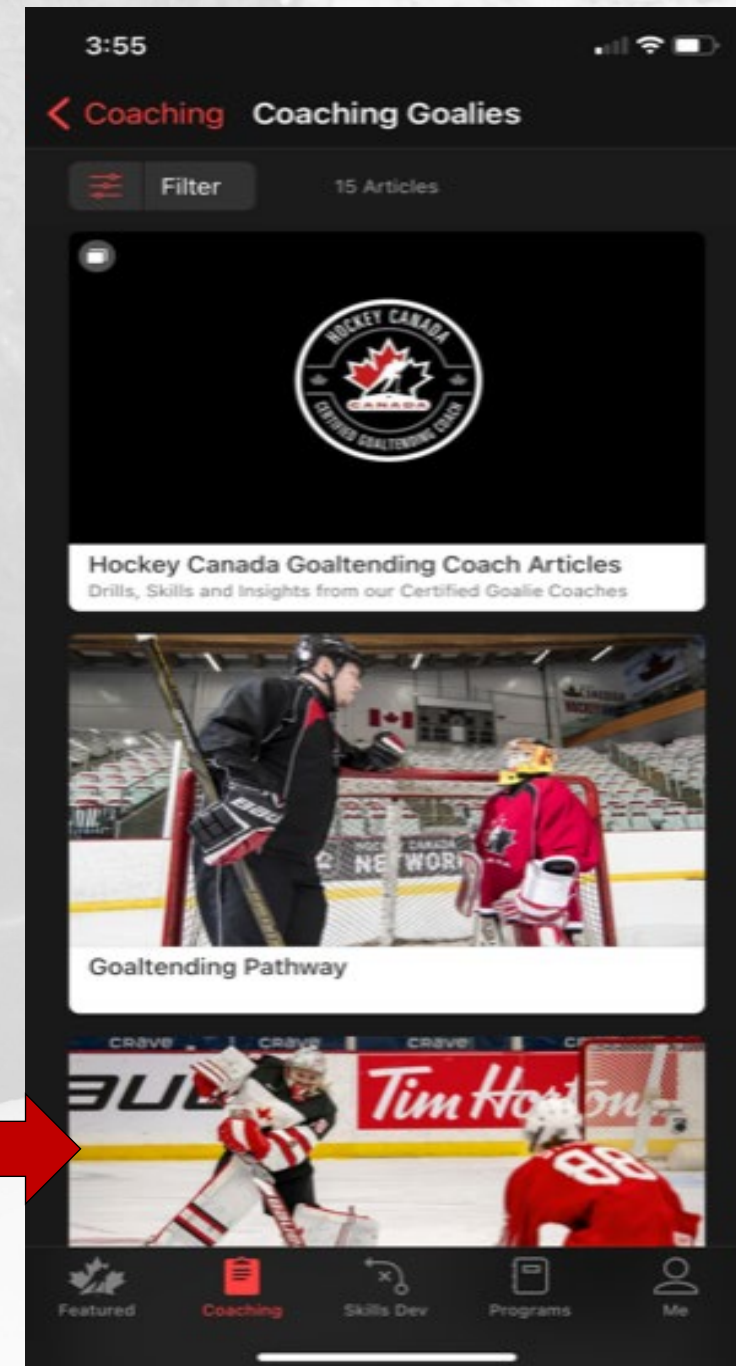 3:55
Coaching Coaching Goalies
Filter 15 Articles
HOCKEY CANADA
CANADA
CERTIFIED GOALTENDING COACH
Hockey Canada Goaltending Coach Articles
Drills, Skills and Insights from our Certified Goalie Coaches
NETWORK
Goaltending Pathway
crave crave crave
Tim Hortons
88
Featured Coaching Skills Dev Programs Me